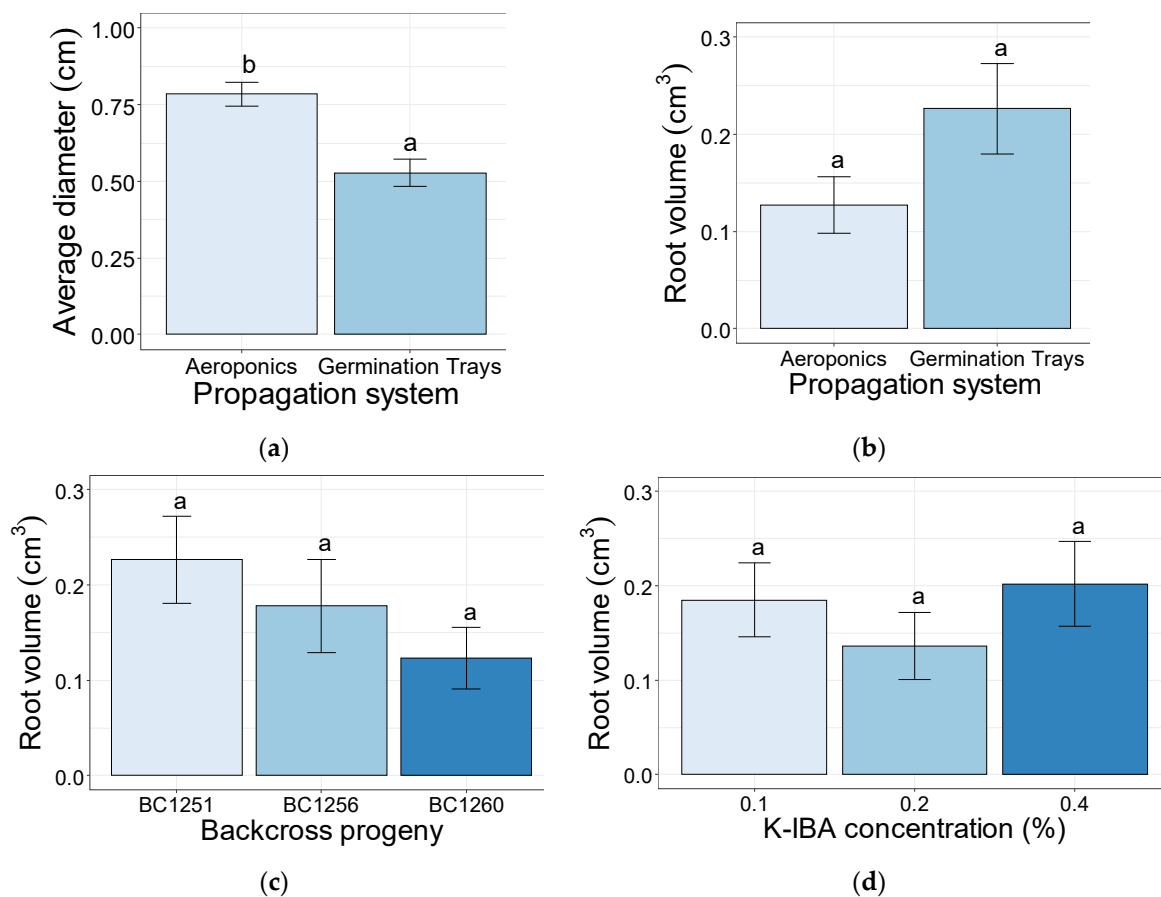 Average diameter (cm)
1.00
0.75
0.50
0.25
0.00
b
a
Aeroponics Germination Trays
Propagation system
(a)
Root volume (cm³)
0.3
0.2
0.1
0.0
a
a
Aeroponics Germination Trays
Propagation system
(b)
Root volume (cm³)
0.3
0.2
0.1
0.0
a
a
a
BC1251 BC1256 BC1260
Backcross progeny
(c)
Root volume (cm³)
0.3
0.2
0.1
0.0
a
a
a
0.1 0.2 0.4
K-IBA concentration (%)
(d)